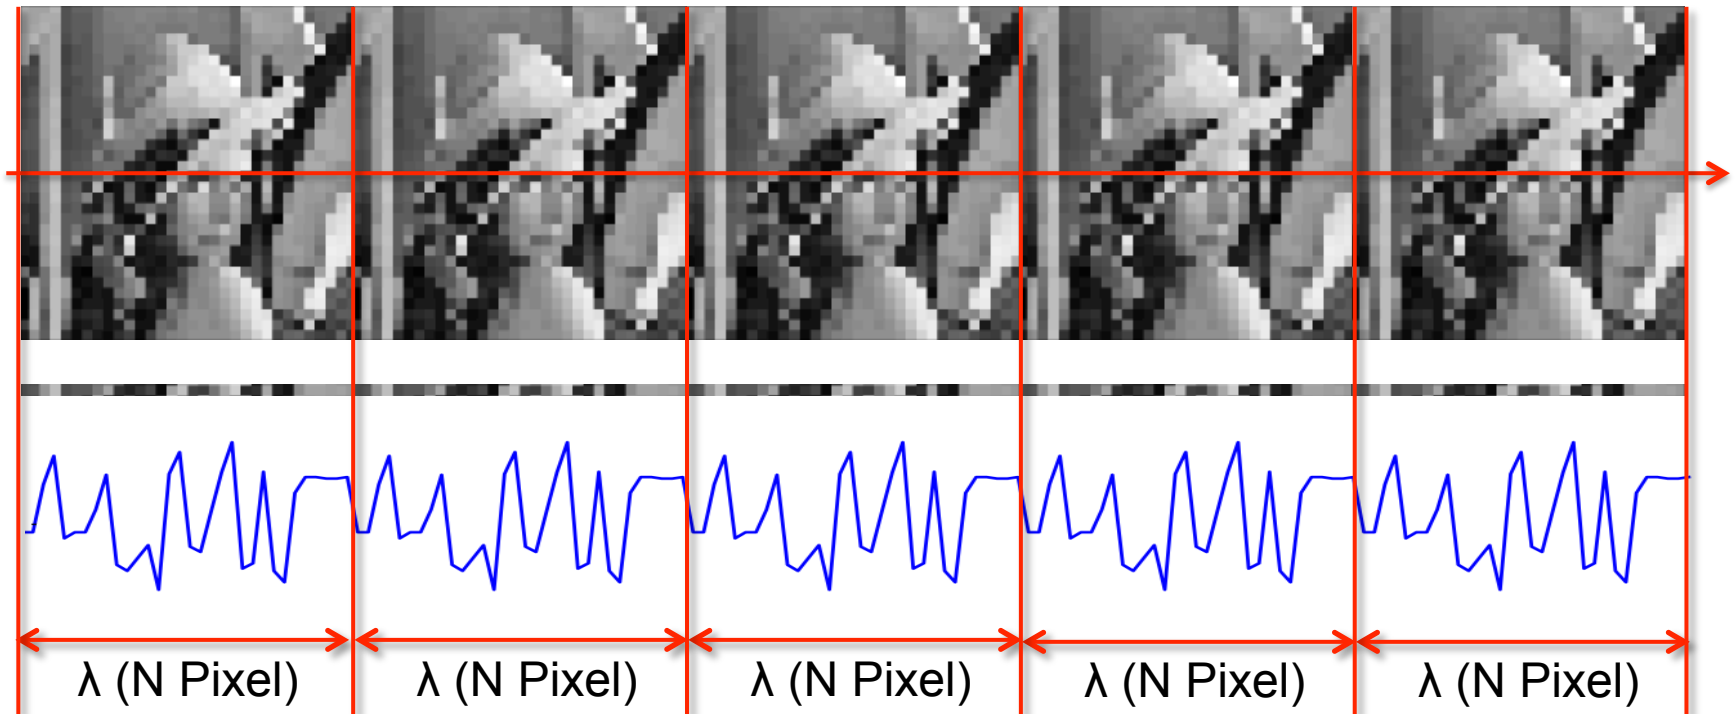 λ (N Pixel) λ (N Pixel) λ (N Pixel) λ (N Pixel) λ (N Pixel)